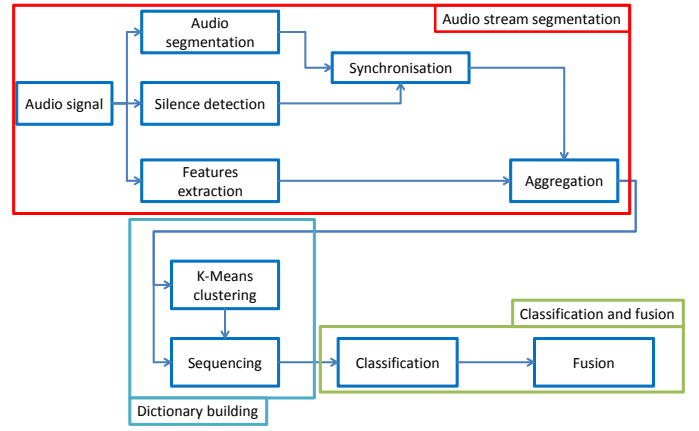 Audio stream segmentation
Audio
segmentation
Synchronisation
Audio signal
Silence detection
Features
extraction
Aggregation
K-Means
clustering
Classification and fusion
Sequencing
Classification
Fusion
Dictionary building